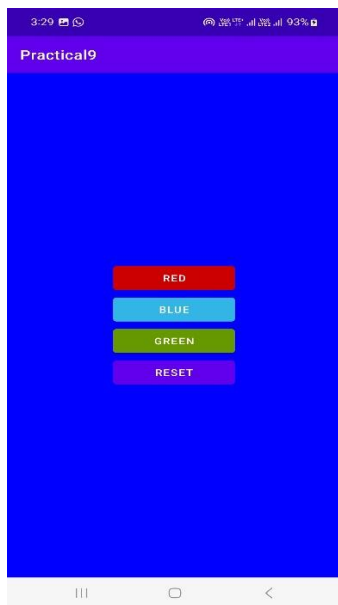 3:29
93%
Practical9
RED
BLUE
GREEN
RESET